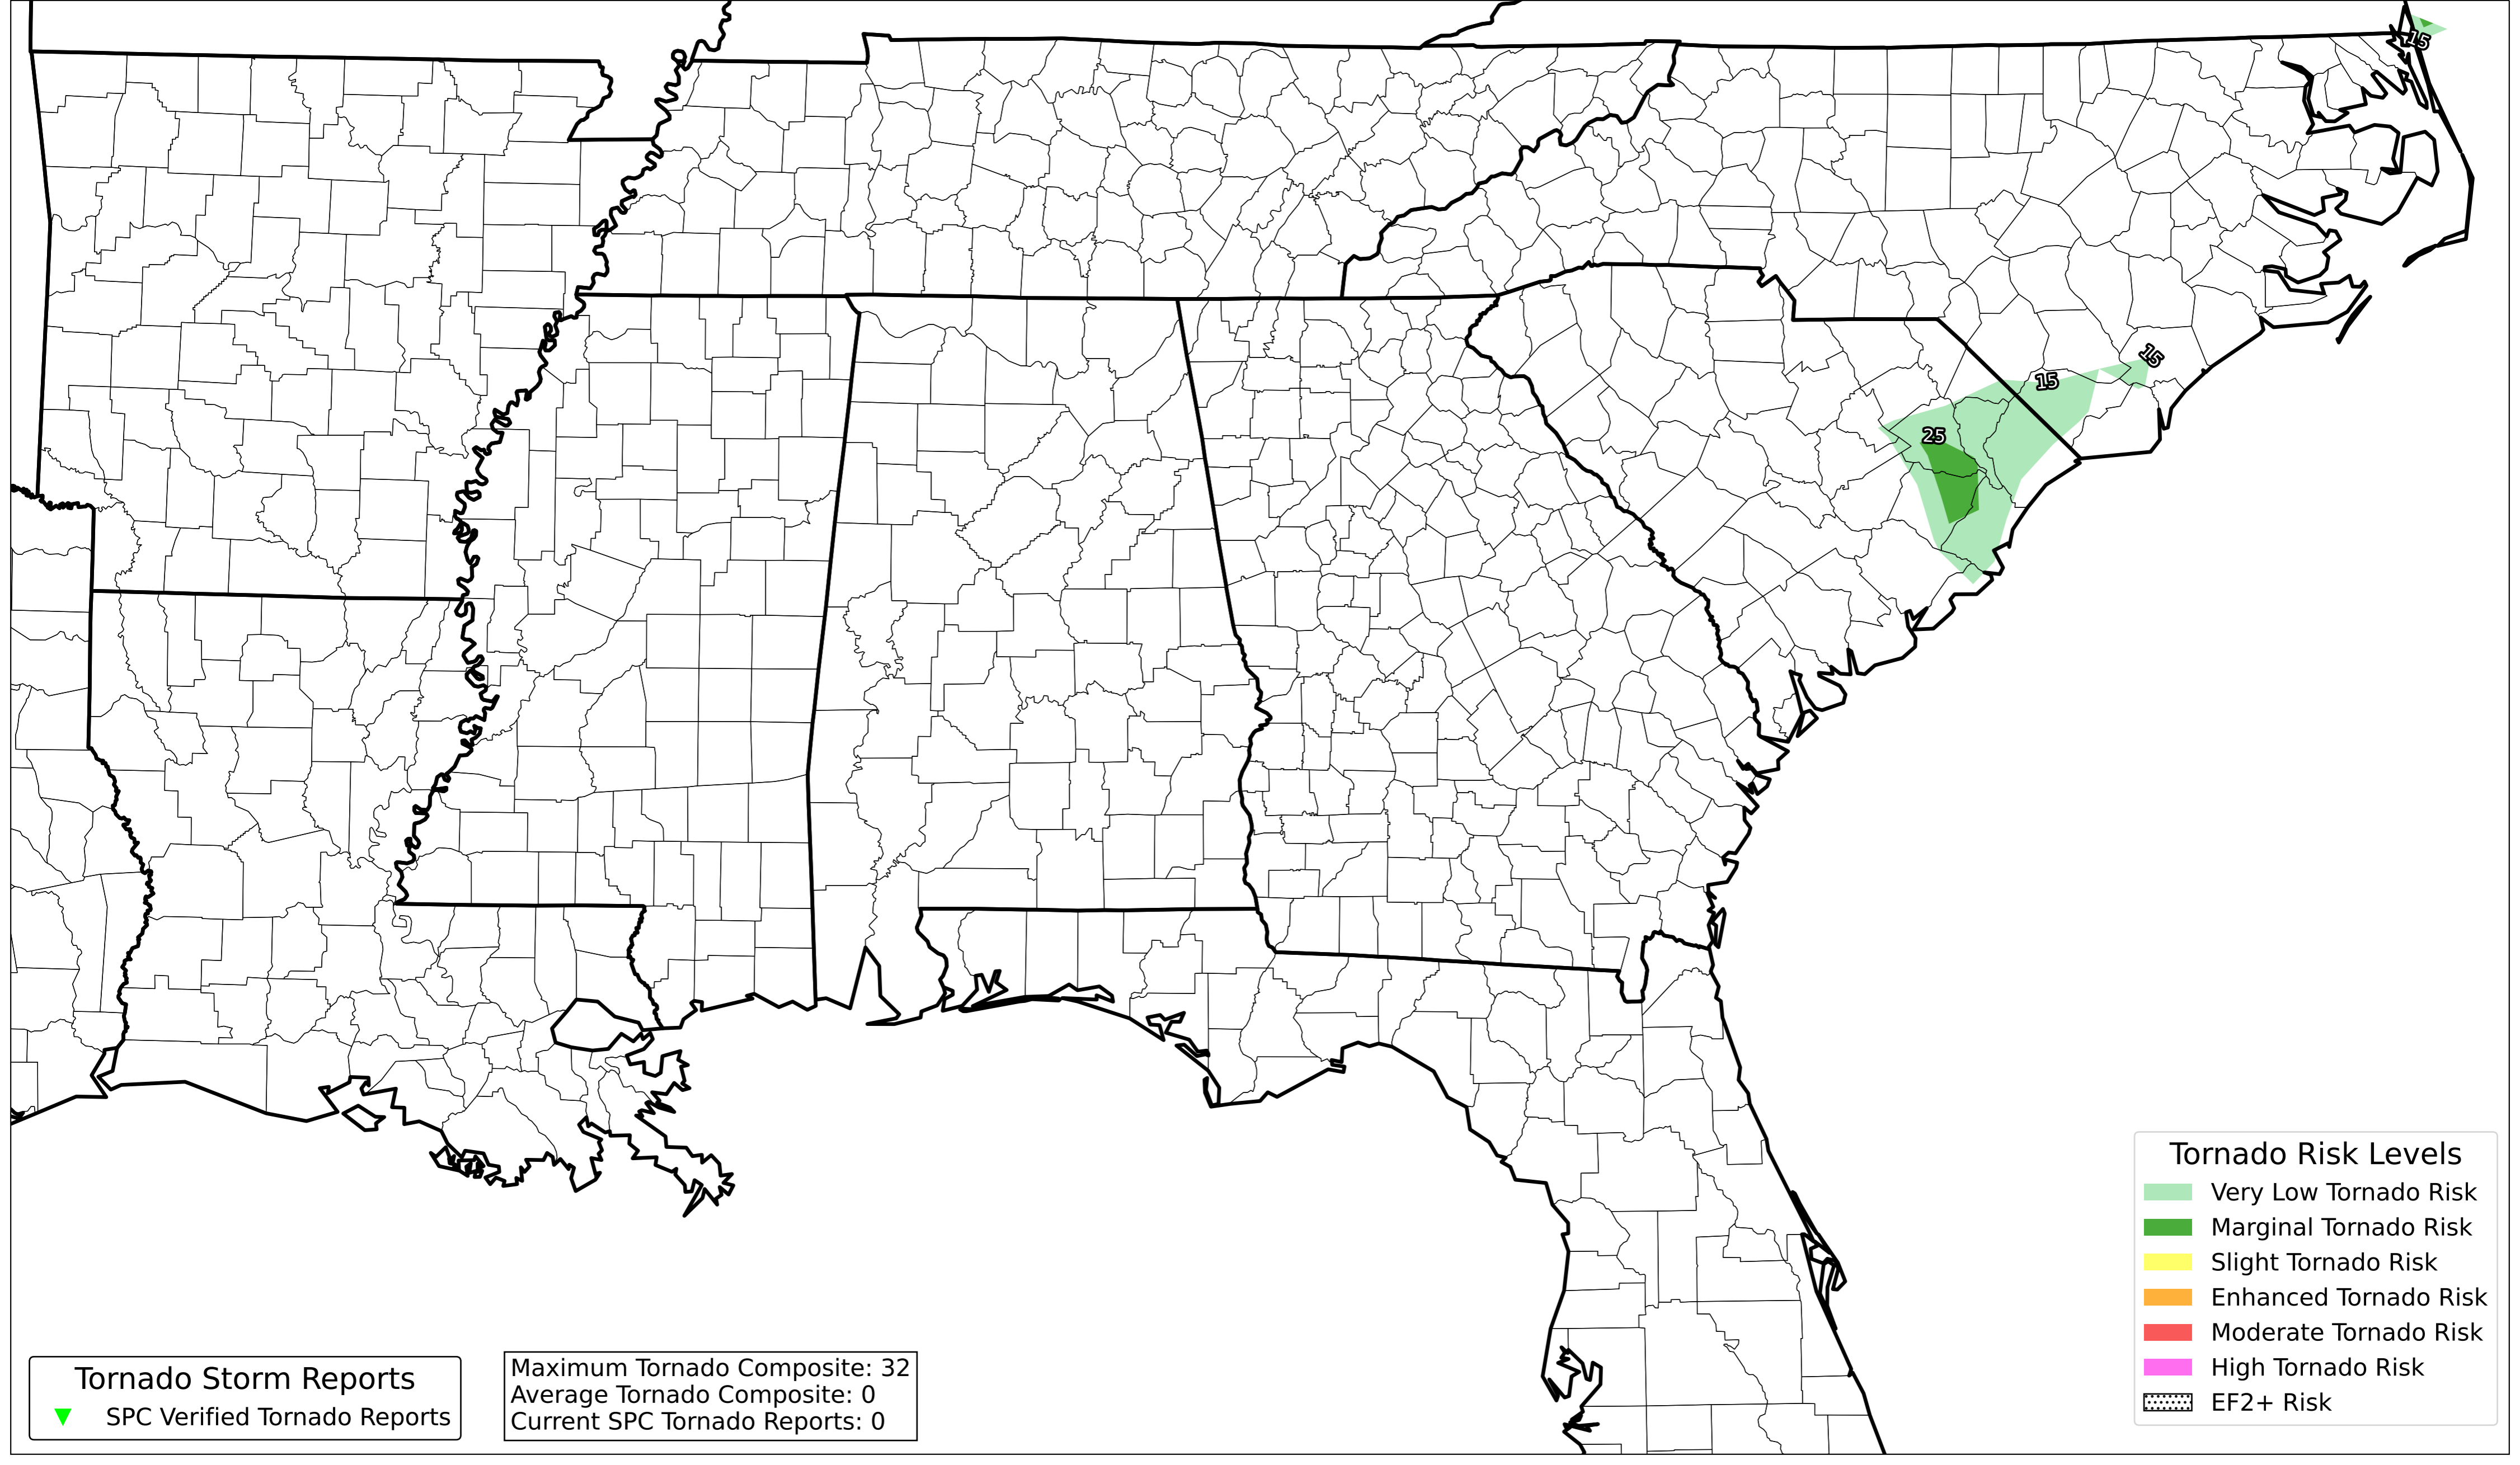 15
15
15
25
Tornado Risk Levels
Very Low Tornado Risk
Marginal Tornado Risk
Slight Tornado Risk
Enhanced Tornado Risk
Moderate Tornado Risk
High Tornado Risk
EF2+ Risk
Tornado Storm Reports
SPC Verified Tornado Reports
Maximum Tornado Composite: 32
Average Tornado Composite: 0
Current SPC Tornado Reports: 0